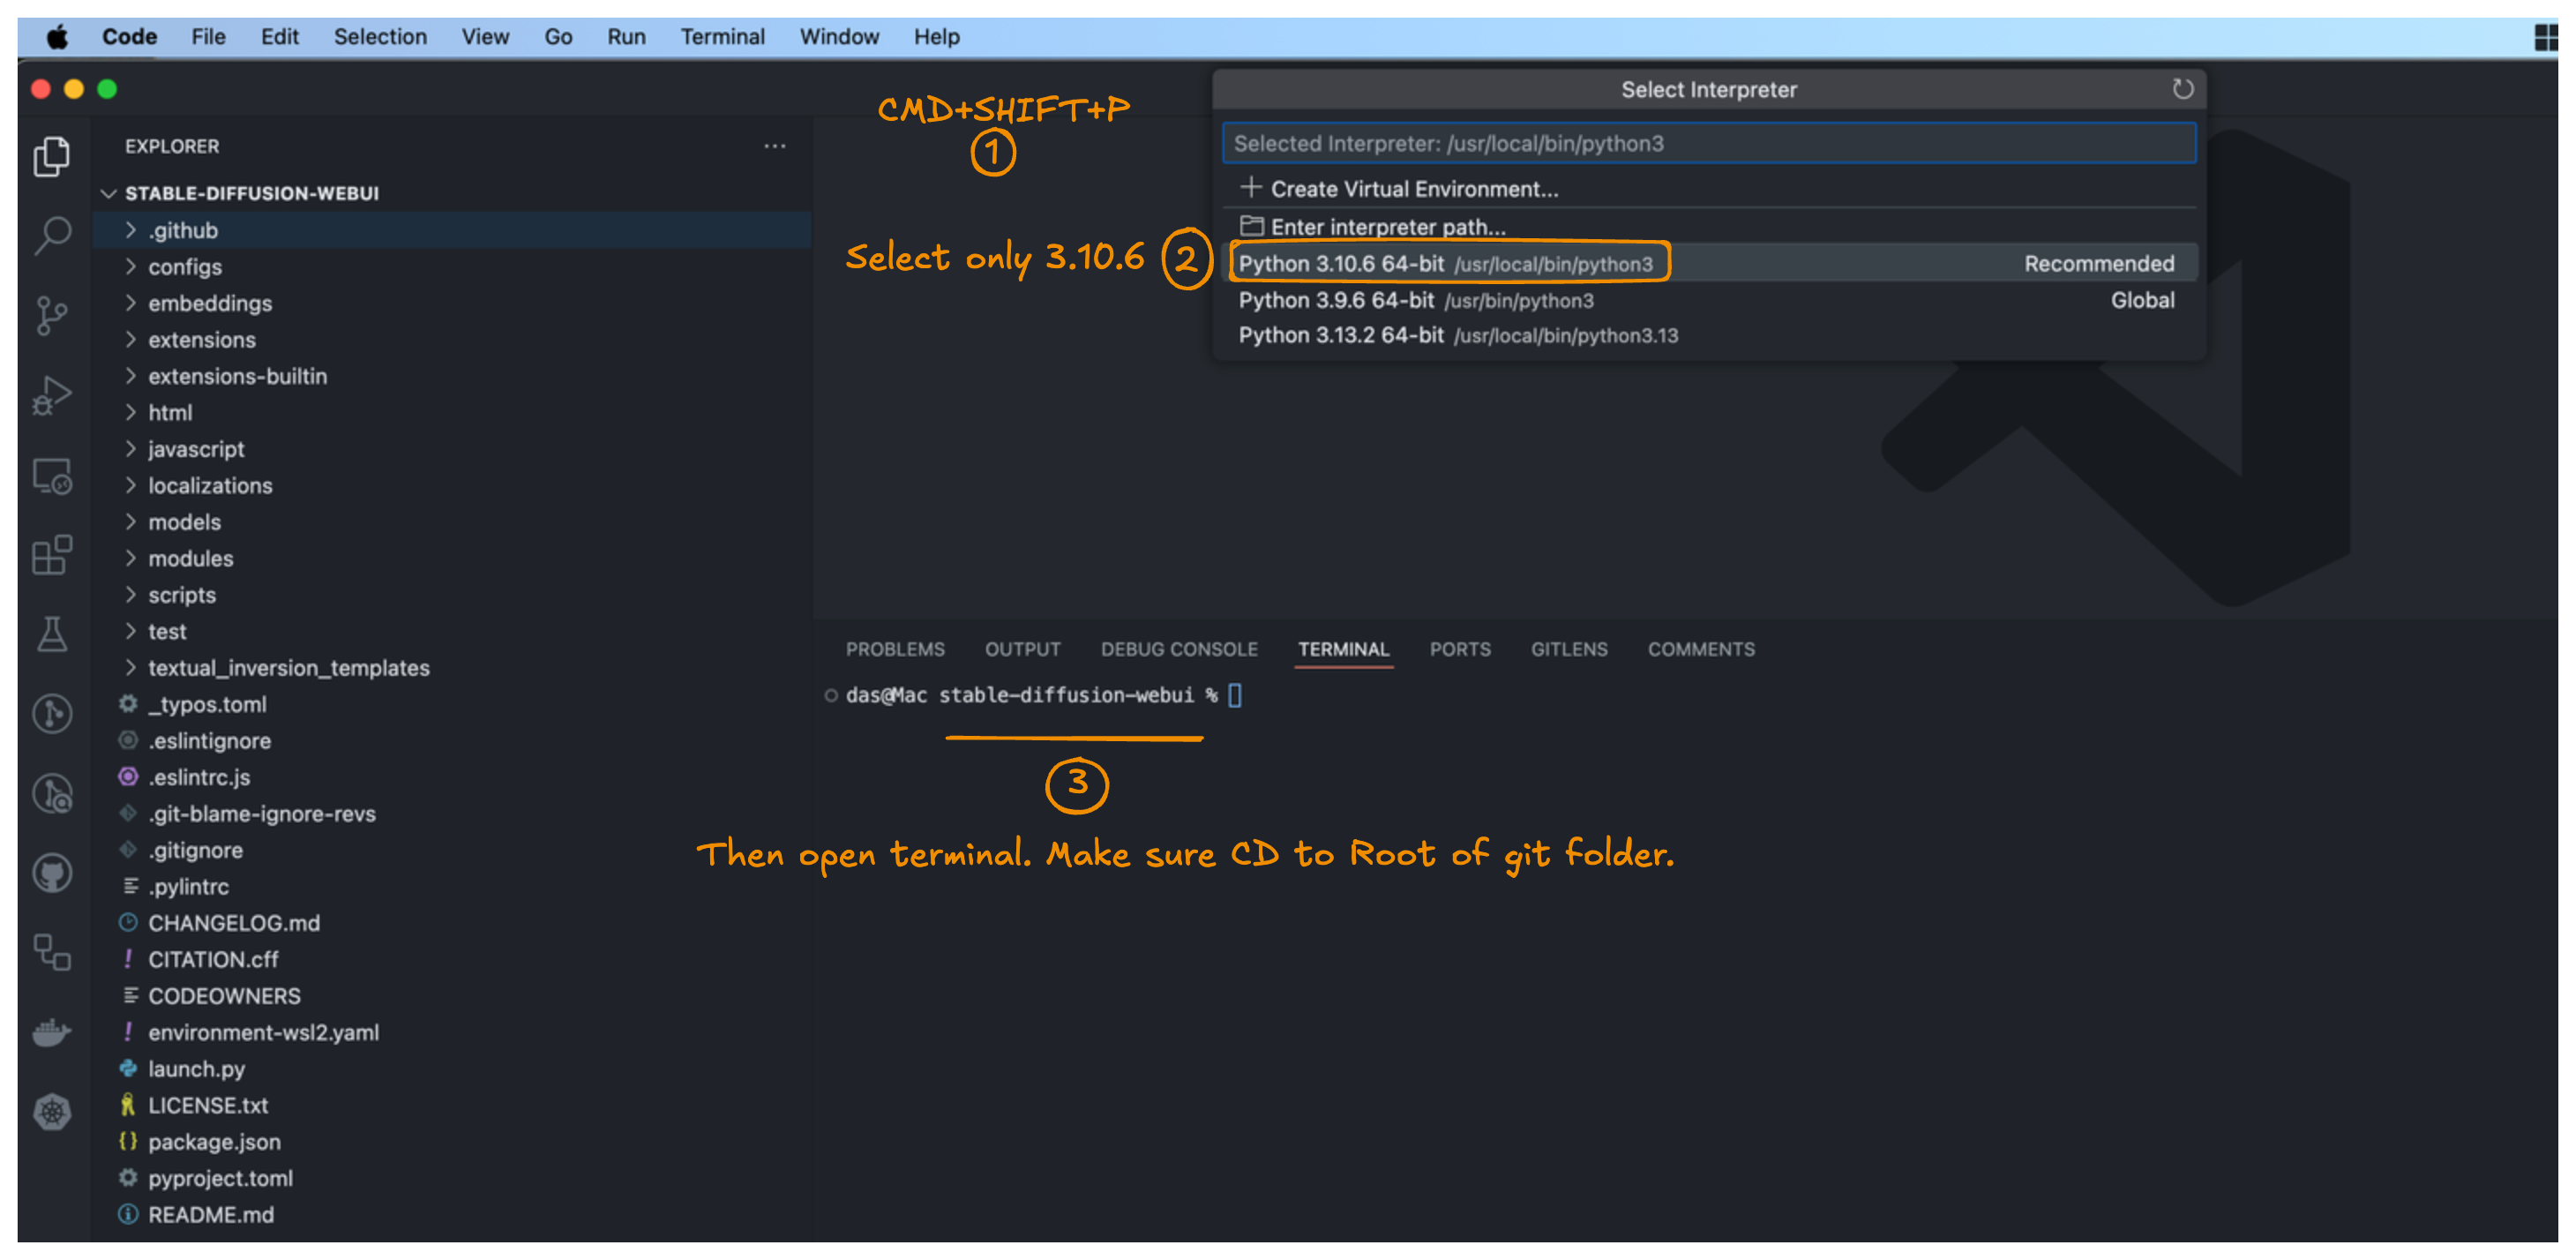 Code File Edit Selection View Go Run Terminal Window Help
Select Interpreter
CMD+SHIFT+P
1
Selected Interpreter: /usr/local/bin/python3
+ Create Virtual Environment...
Enter interpreter path...
Select only 3.10.6 2
Python 3.10.6 64-bit /usr/local/bin/python3 Recommended
Python 3.9.6 64-bit /usr/bin/python3 Global
Python 3.13.2 64-bit /usr/local/bin/python3.13
EXPLORER ...
STABLE-DIFFUSION-WEBUI
.github
configs
embeddings
extensions
extensions-builtin
html
javascript
localizations
models
modules
scripts
test
textual_inversion_templates
_typos.toml
.eslintignore
.eslintrc.js
.git-blame-ignore-revs
.gitignore
.pylintrc
CHANGELOG.md
! CITATION.cff
CODEOWNERS
! environment-wsl2.yaml
launch.py
LICENSE.txt
{} package.json
pyproject.toml
README.md
PROBLEMS OUTPUT DEBUG CONSOLE TERMINAL PORTS GITLENS COMMENTS
das@Mac stable-diffusion-webui %
3
Then open terminal. Make sure CD to Root of git folder.